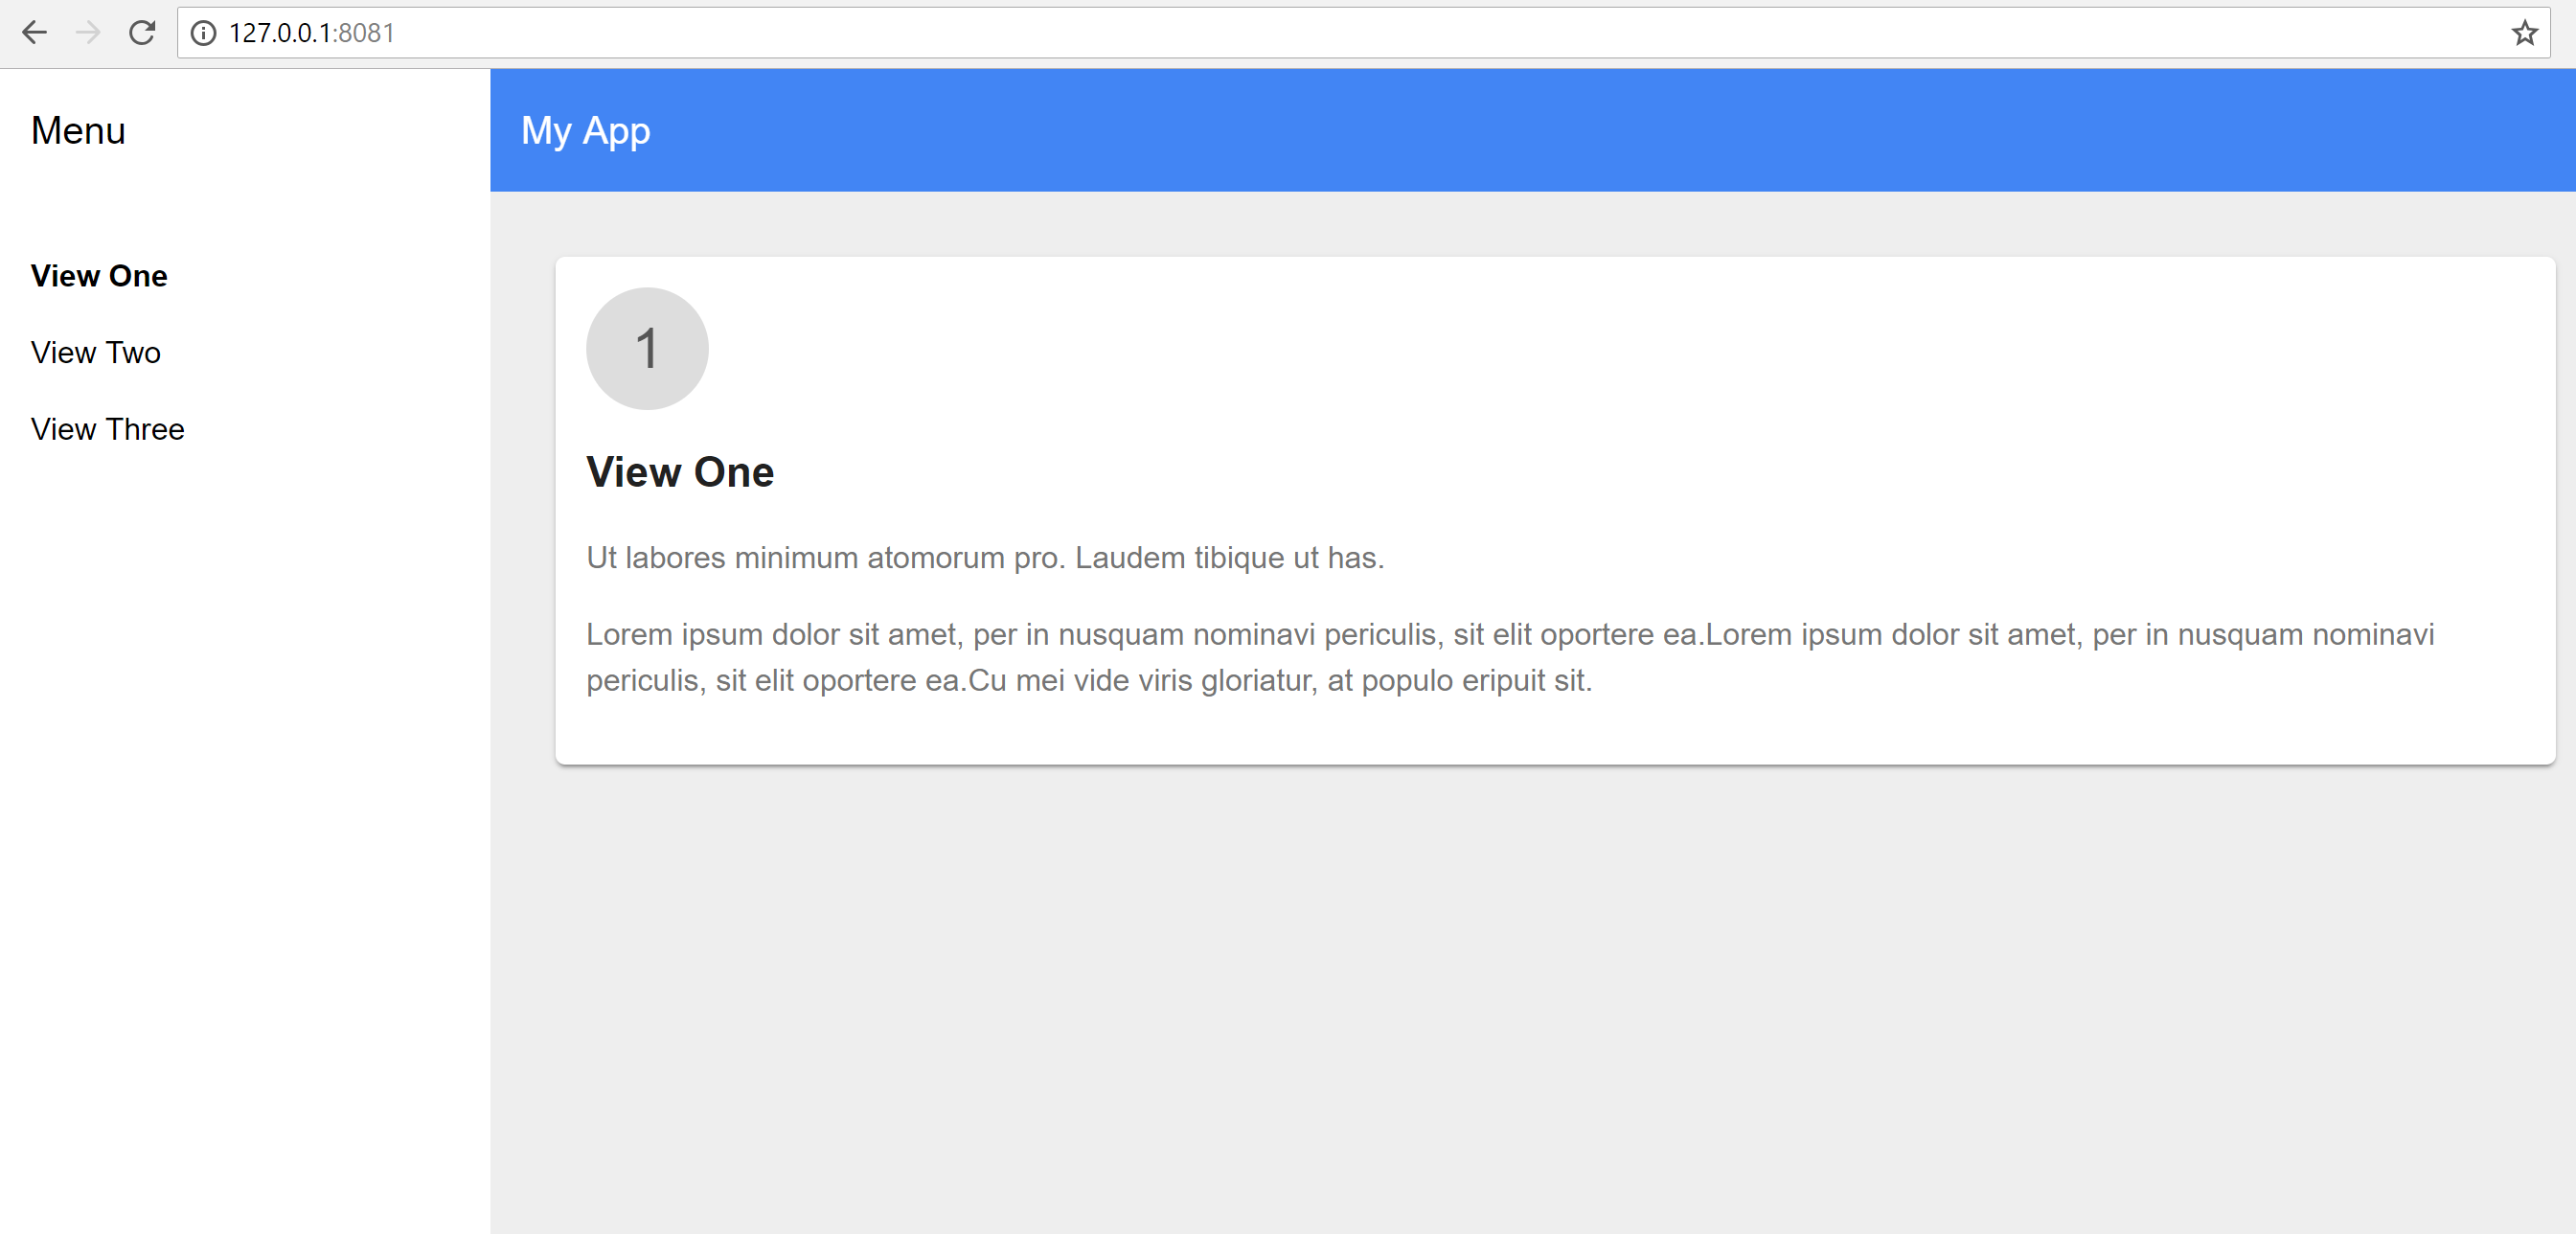 127.0.0.1:8081
Menu
My App
View One
View Two
View Three
1
View One
Ut labores minimum atomorum pro. Laudem tibique ut has.
Lorem ipsum dolor sit amet, per in nusquam nominavi periculis, sit elit oportere ea.Lorem ipsum dolor sit amet, per in nusquam nominavi
periculis, sit elit oportere ea.Cu mei vide viris gloriatur, at populo eripuit sit.